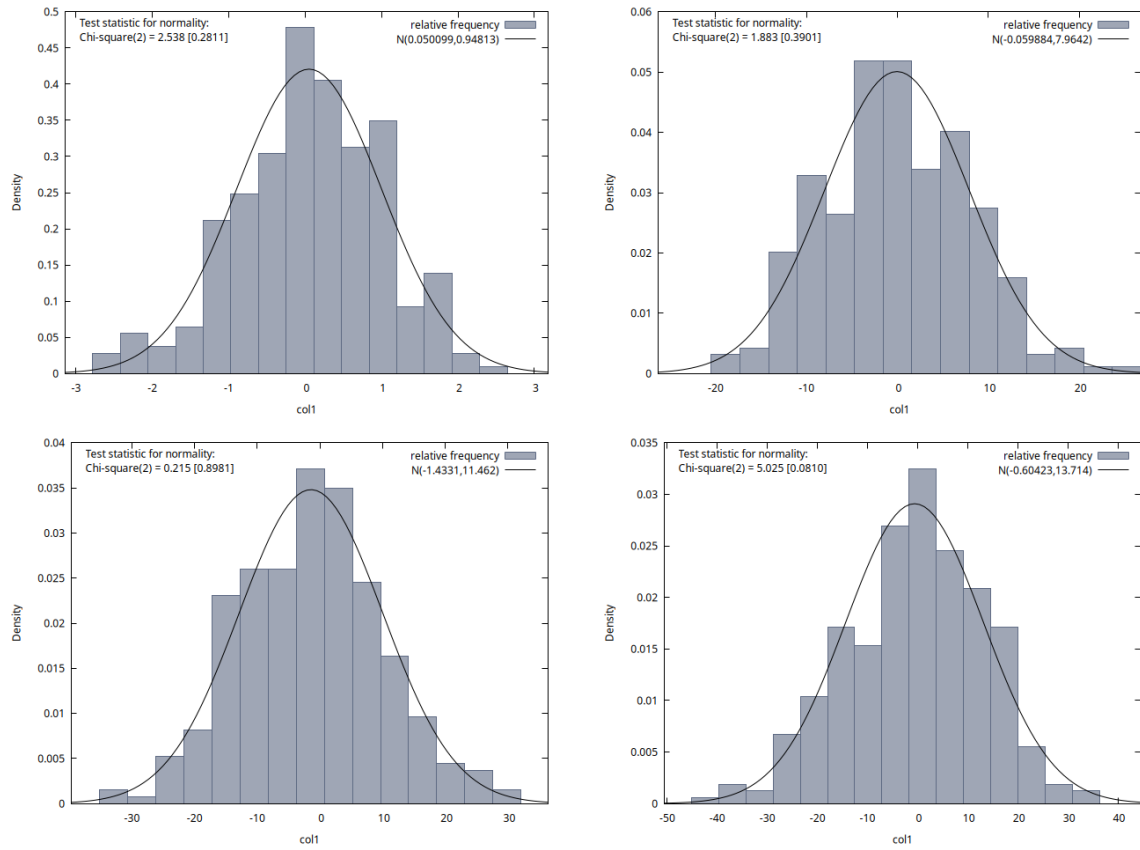 Test statistic for normality:
Chi-square(2) = 2.538 [0.2811]
relative frequency
N(0.050099,0.94813)
0.5
0.45
0.4
0.35
0.3
0.25
0.2
0.15
0.1
0.05
0
Density
-3 -2 -1 0 1 2 3
col1
Test statistic for normality:
Chi-square(2) = 1.883 [0.3901]
relative frequency
N(-0.059884,7.9642)
0.06
0.05
0.04
0.03
0.02
0.01
0
Density
-20 -10 0 10 20
col1
Test statistic for normality:
Chi-square(2) = 0.215 [0.8981]
relative frequency
N(-1.4331,11.462)
0.04
0.035
0.03
0.025
0.02
0.015
0.01
0.005
0
Density
-30 -20 -10 0 10 20 30
col1
Test statistic for normality:
Chi-square(2) = 5.025 [0.0810]
relative frequency
N(-0.60423,13.714)
0.035
0.03
0.025
0.02
0.015
0.01
0.005
0
Density
-50 -40 -30 -20 -10 0 10 20 30 40
col1